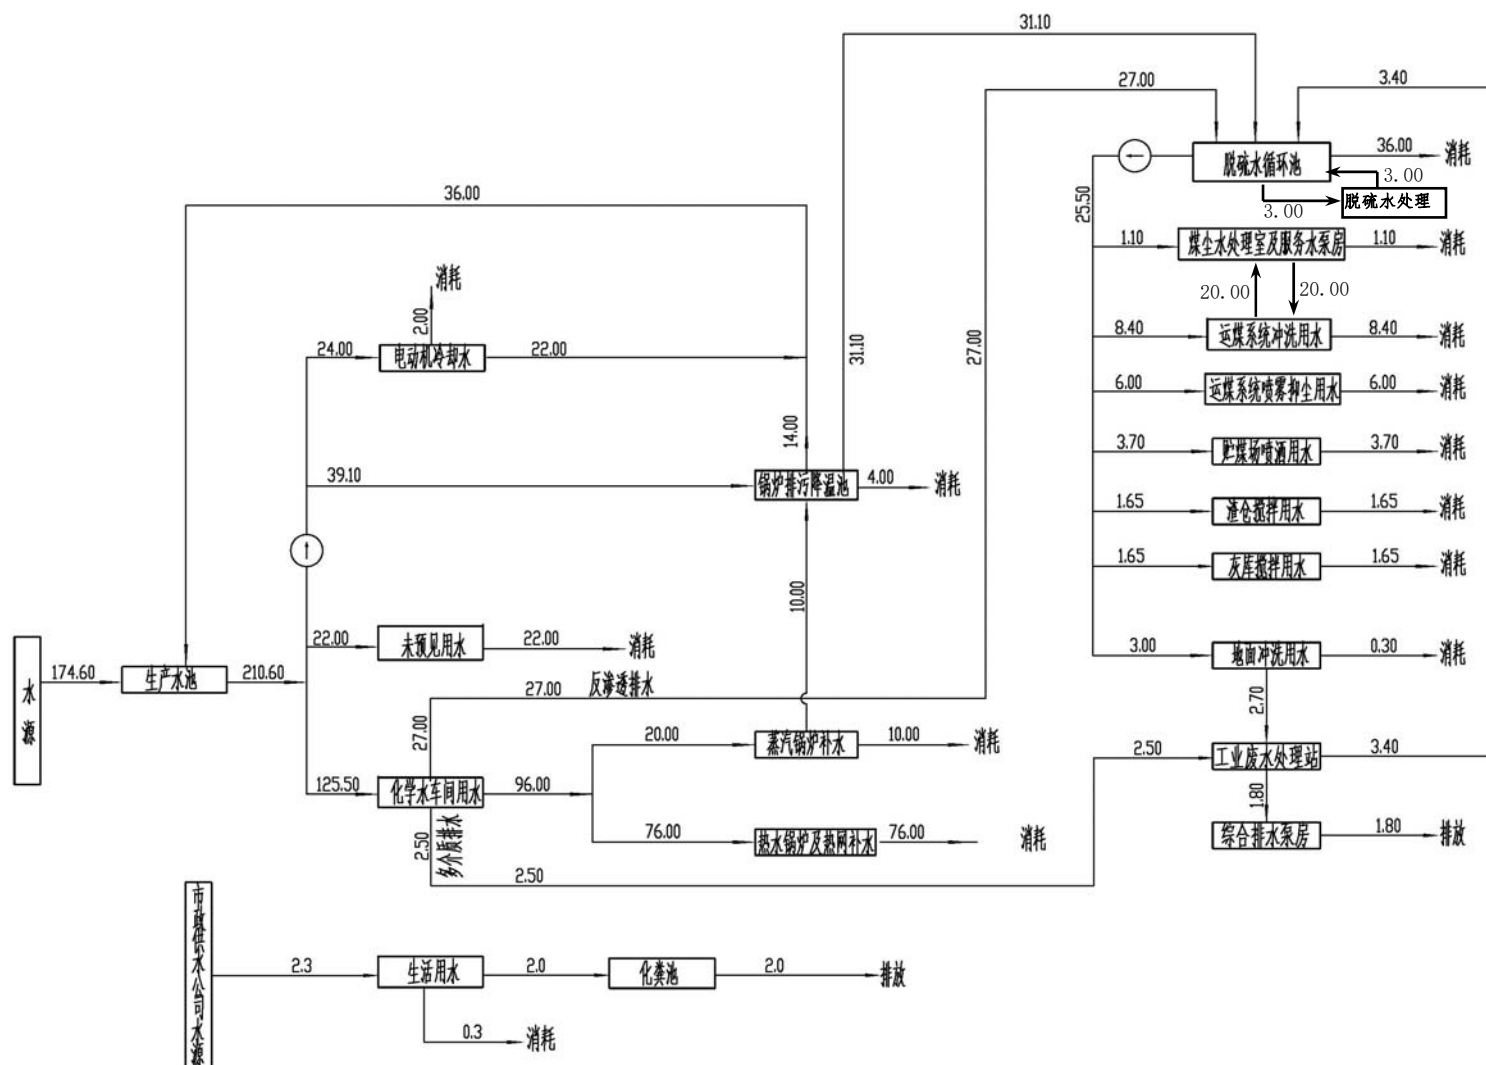 31.10
27.00
3.40
脱硫水循环池
36.00
消耗
3.00
脱硫水处理
3.00
36.00
25.50
1.10
煤尘水处理室及服务水泵房
1.10
消耗
20.00
20.00
消耗
2.00
24.00
电动机冷却水
22.00
31.10
27.00
8.40
运煤系统冲洗用水
8.40
消耗
6.00
运煤系统喷雾抑尘用水
6.00
消耗
14.00
3.70
贮煤场喷洒用水
3.70
消耗
39.10
锅炉排污降温池
4.00
消耗
1.65
渣仓搅拌用水
1.65
消耗
1.65
灰库搅拌用水
1.65
消耗
10.00
22.00
未预见用水
22.00
消耗
3.00
地面冲洗用水
0.30
消耗
水源
174.60
生产水池
210.60
27.00
反渗透排水
2.70
27.00
20.00
蒸汽锅炉补水
10.00
消耗
2.50
工业废水处理站
3.40
125.50
化学水车间用水
96.00
1.80
2.50
多介质排水
76.00
热水锅炉及热网补水
76.00
消耗
综合排水泵房
1.80
排放
2.50
市政供水公司水源
2.3
生活用水
2.0
化粪池
2.0
排放
0.3
消耗